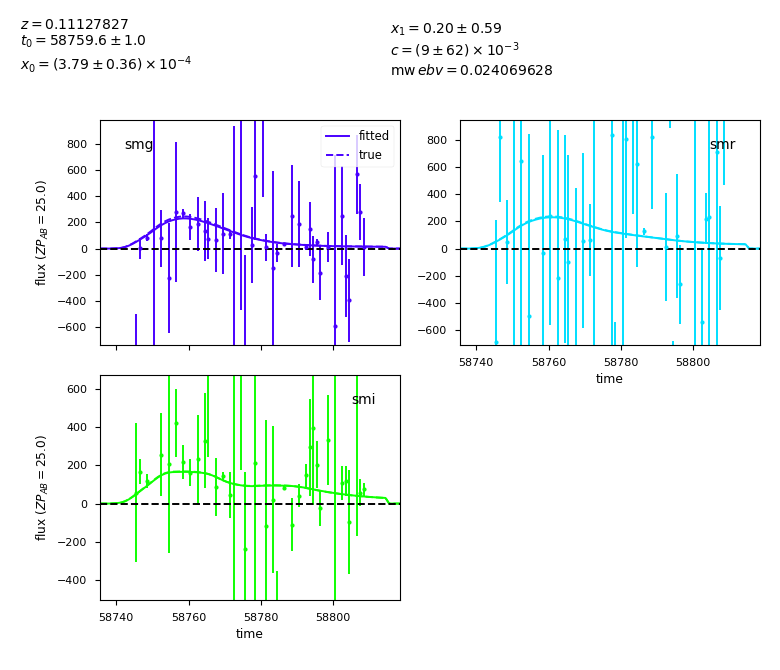 z = 0.11127827
t₀ = 58759.6 ± 1.0
x₀ = (3.79 ± 0.36) × 10⁻⁴
x₁ = 0.20 ± 0.59
c = (9 ± 62) × 10⁻³
mw ebv = 0.024069628
smg
fitted
true
flux (ZP_AB = 25.0)
800
600
400
200
0
−200
−400
−600
smr
800
600
400
200
0
−200
−400
−600
58740 58760 58780 58800
time
smi
flux (ZP_AB = 25.0)
600
400
200
0
−200
−400
58740 58760 58780 58800
time